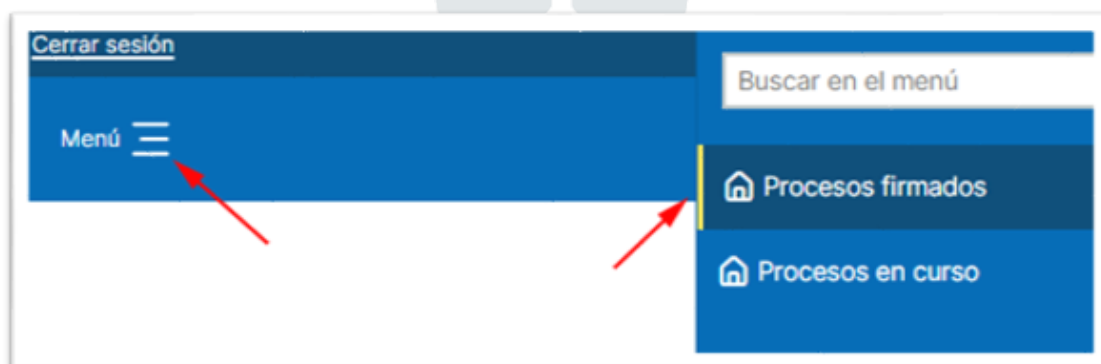 Cerrar sesión
Menú
Buscar en el menú
Procesos firmados
Procesos en curso